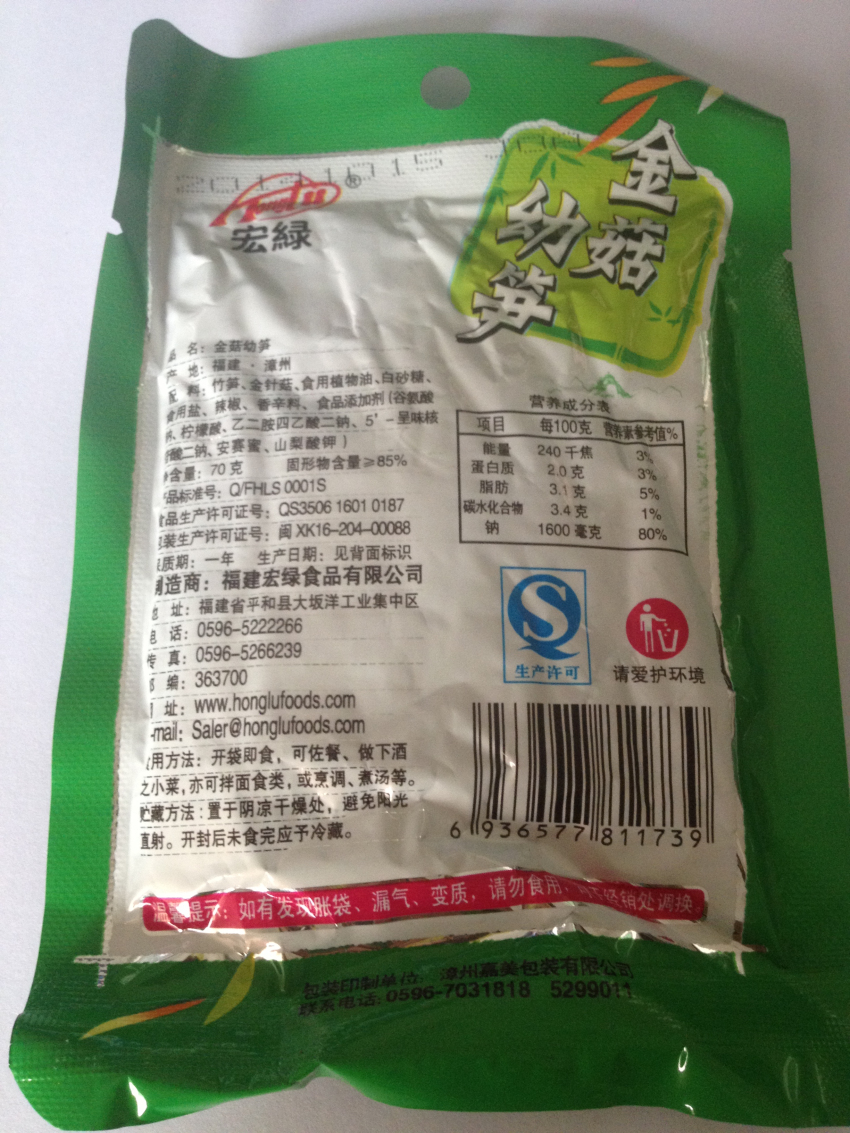 20141015
HongLu®
宏緑
金菇
幼笋
品 名：金菇幼笋
产 地：福建·漳州
配 料：竹笋、金针菇、食用植物油、白砂糖、
食用盐、辣椒、香辛料、食品添加剂（谷氨酸
钠、柠檬酸、乙二胺四乙酸二钠、5'-呈味核
苷酸二钠、安赛蜜、山梨酸钾）
净含量：70克 固形物含量≥85%
产品标准号：Q/FHLS 0001S
食品生产许可证号：QS3506 1601 0187
包装生产许可证号：闽 XK16-204-00088
保质期：一年 生产日期：见背面标识
制造商：福建宏绿食品有限公司
地 址：福建省平和县大坂洋工业集中区
电 话：0596-5222266
传 真：0596-5266239
邮 编：363700
网 址：www.honglufoods.com
E-mail：Saler@honglufoods.com
食用方法：开袋即食，可佐餐、做下酒
之小菜，亦可拌面食类，或烹调、煮汤等。
贮藏方法：置于阴凉干燥处，避免阳光
直射。开封后未食完应予冷藏。
营养成分表
项目 每100克 营养素参考值%
能量 240 千焦 3%
蛋白质 2.0 克 3%
脂肪 3.1 克 5%
碳水化合物 3.4 克 1%
钠 1600 毫克 80%
生产许可
请爱护环境
6 936577 811739
温馨提示：如有发现胀袋、漏气、变质，请勿食用，经销处调换。
包装印制单位：漳州嘉美包装有限公司
联系电话：0596-7031818 5299011